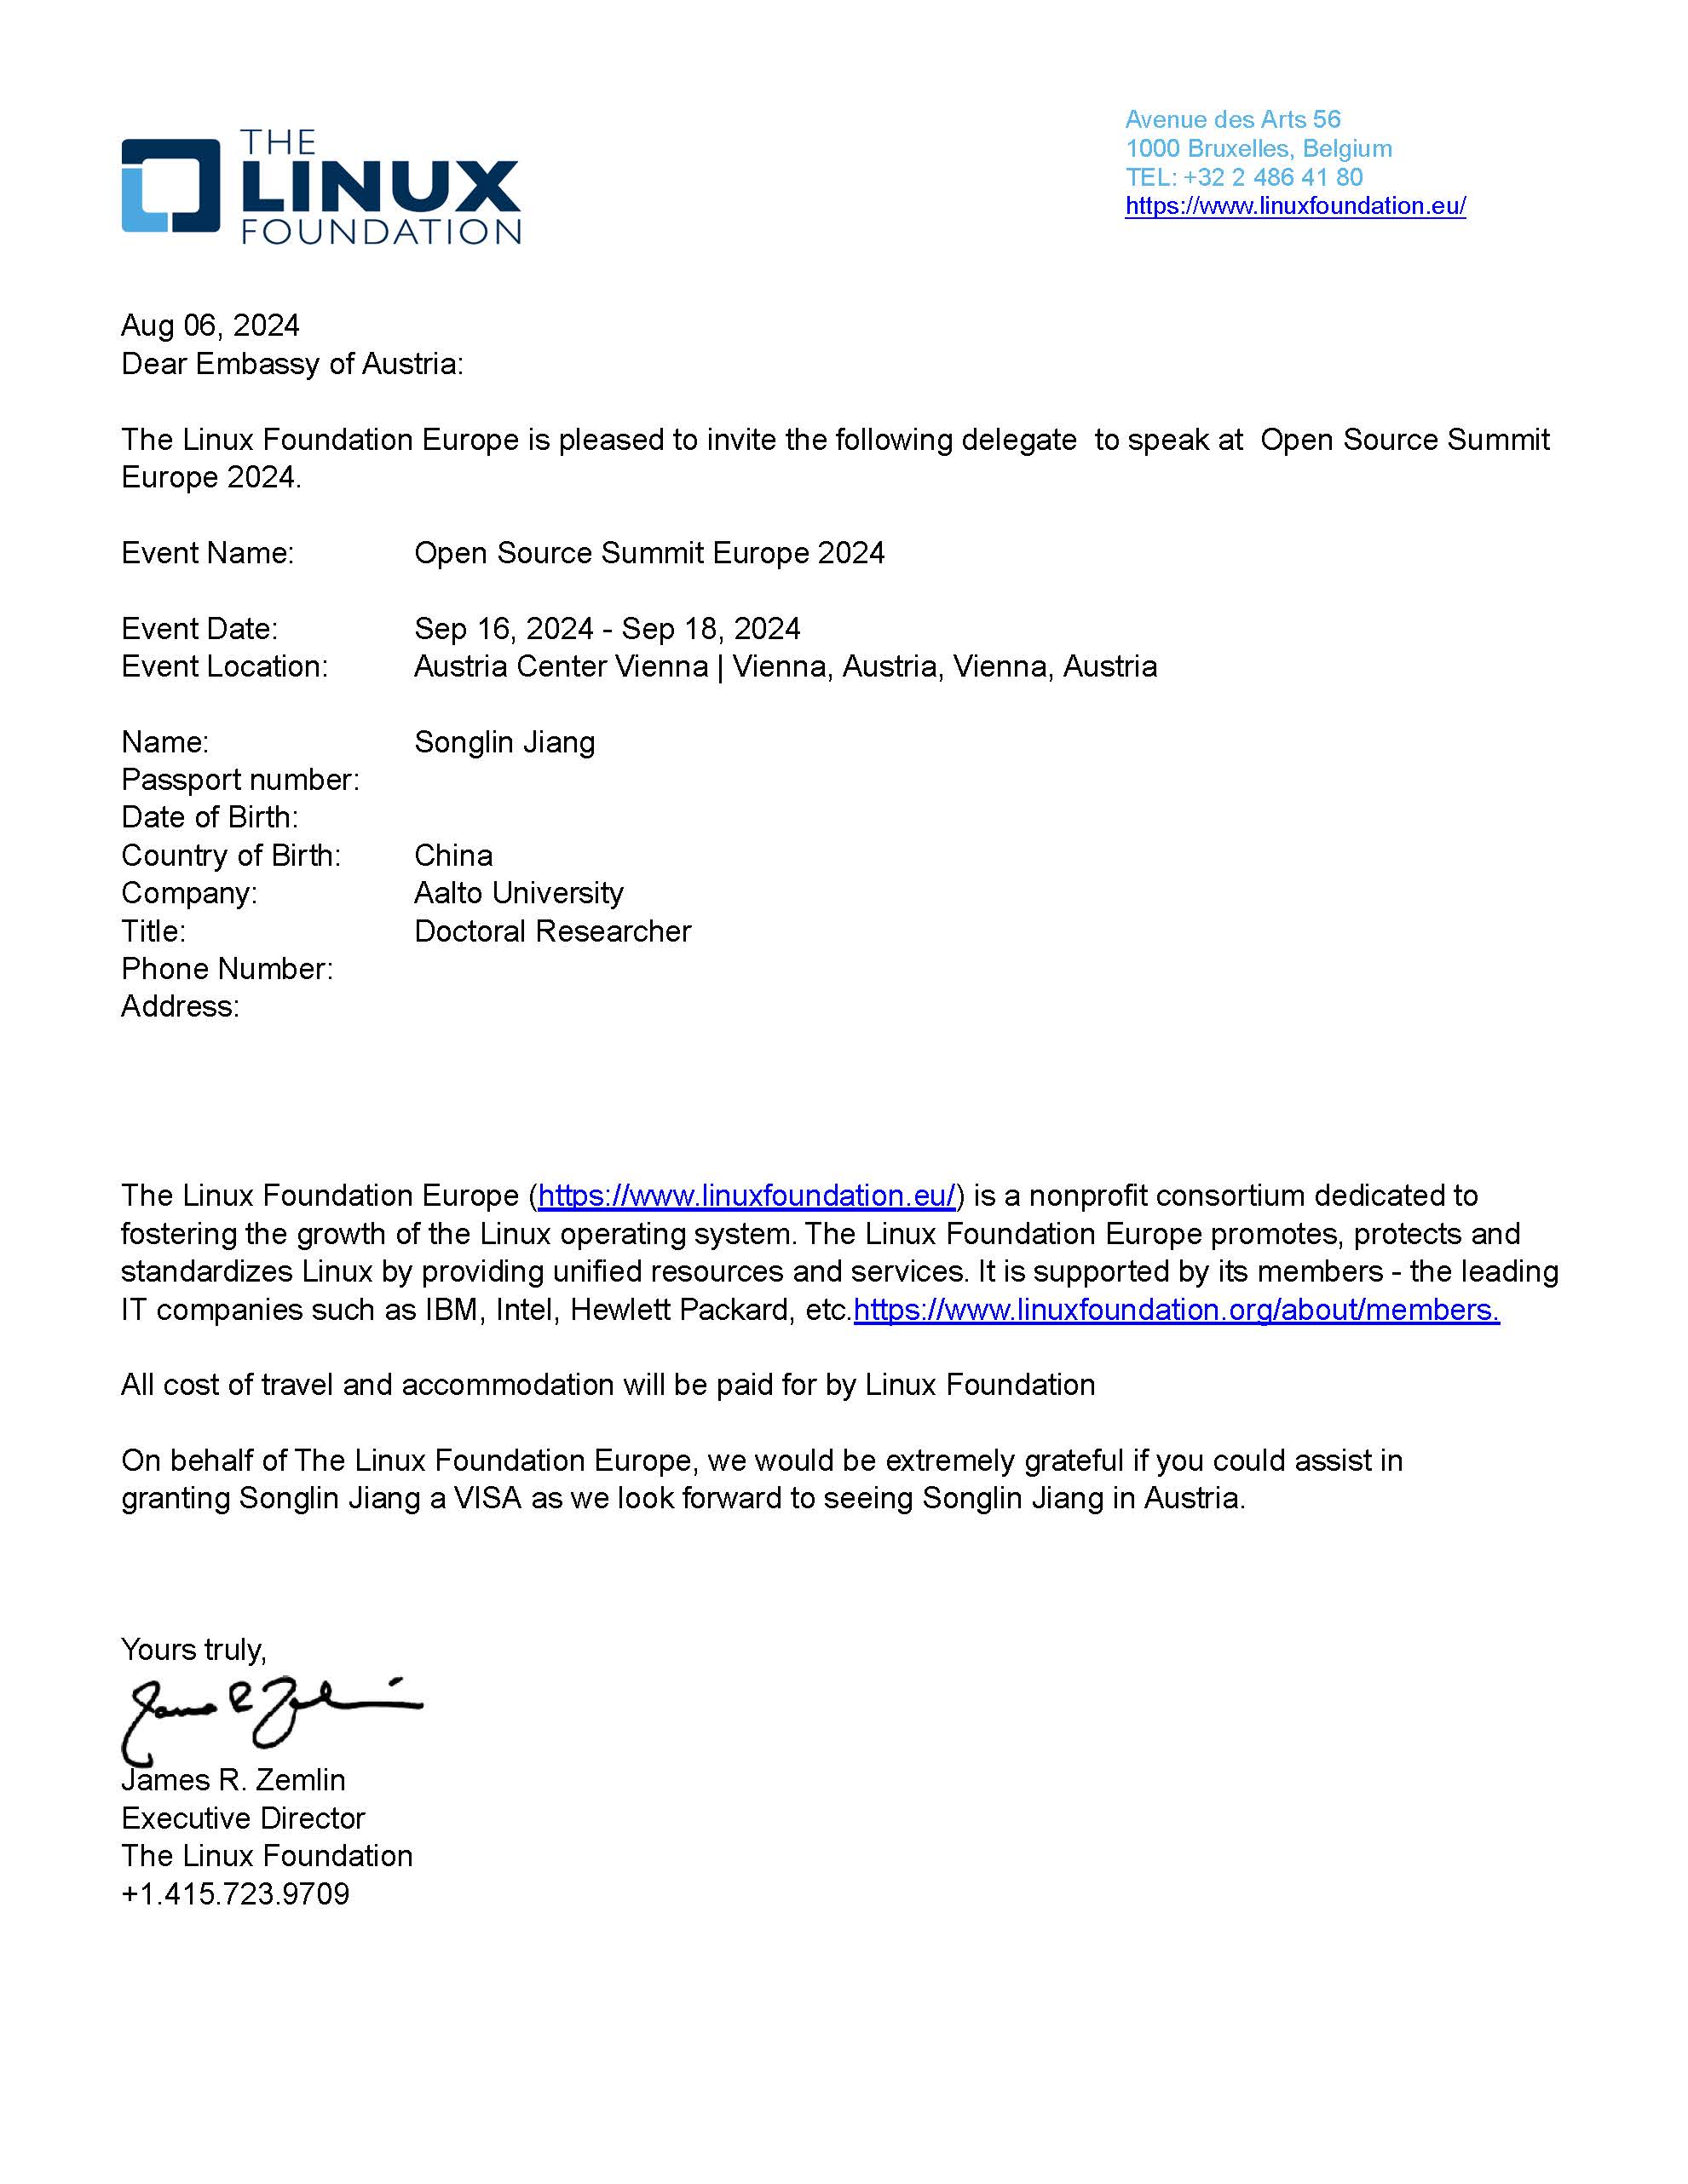 THE
LINUX
FOUNDATION
Avenue des Arts 56
1000 Bruxelles, Belgium
TEL: +32 2 486 41 80
https://www.linuxfoundation.eu/
Aug 06, 2024
Dear Embassy of Austria:
The Linux Foundation Europe is pleased to invite the following delegate  to speak at  Open Source Summit
Europe 2024.
Event Name: Open Source Summit Europe 2024
Event Date: Sep 16, 2024 - Sep 18, 2024
Event Location: Austria Center Vienna | Vienna, Austria, Vienna, Austria
Name: Songlin Jiang
Passport number:
Date of Birth:
Country of Birth: China
Company: Aalto University
Title: Doctoral Researcher
Phone Number:
Address:
The Linux Foundation Europe (https://www.linuxfoundation.eu/) is a nonprofit consortium dedicated to
fostering the growth of the Linux operating system. The Linux Foundation Europe promotes, protects and
standardizes Linux by providing unified resources and services. It is supported by its members - the leading
IT companies such as IBM, Intel, Hewlett Packard, etc.https://www.linuxfoundation.org/about/members.
All cost of travel and accommodation will be paid for by Linux Foundation
On behalf of The Linux Foundation Europe, we would be extremely grateful if you could assist in
granting Songlin Jiang a VISA as we look forward to seeing Songlin Jiang in Austria.
Yours truly,
James R Zemlin
James R. Zemlin
Executive Director
The Linux Foundation
+1.415.723.9709